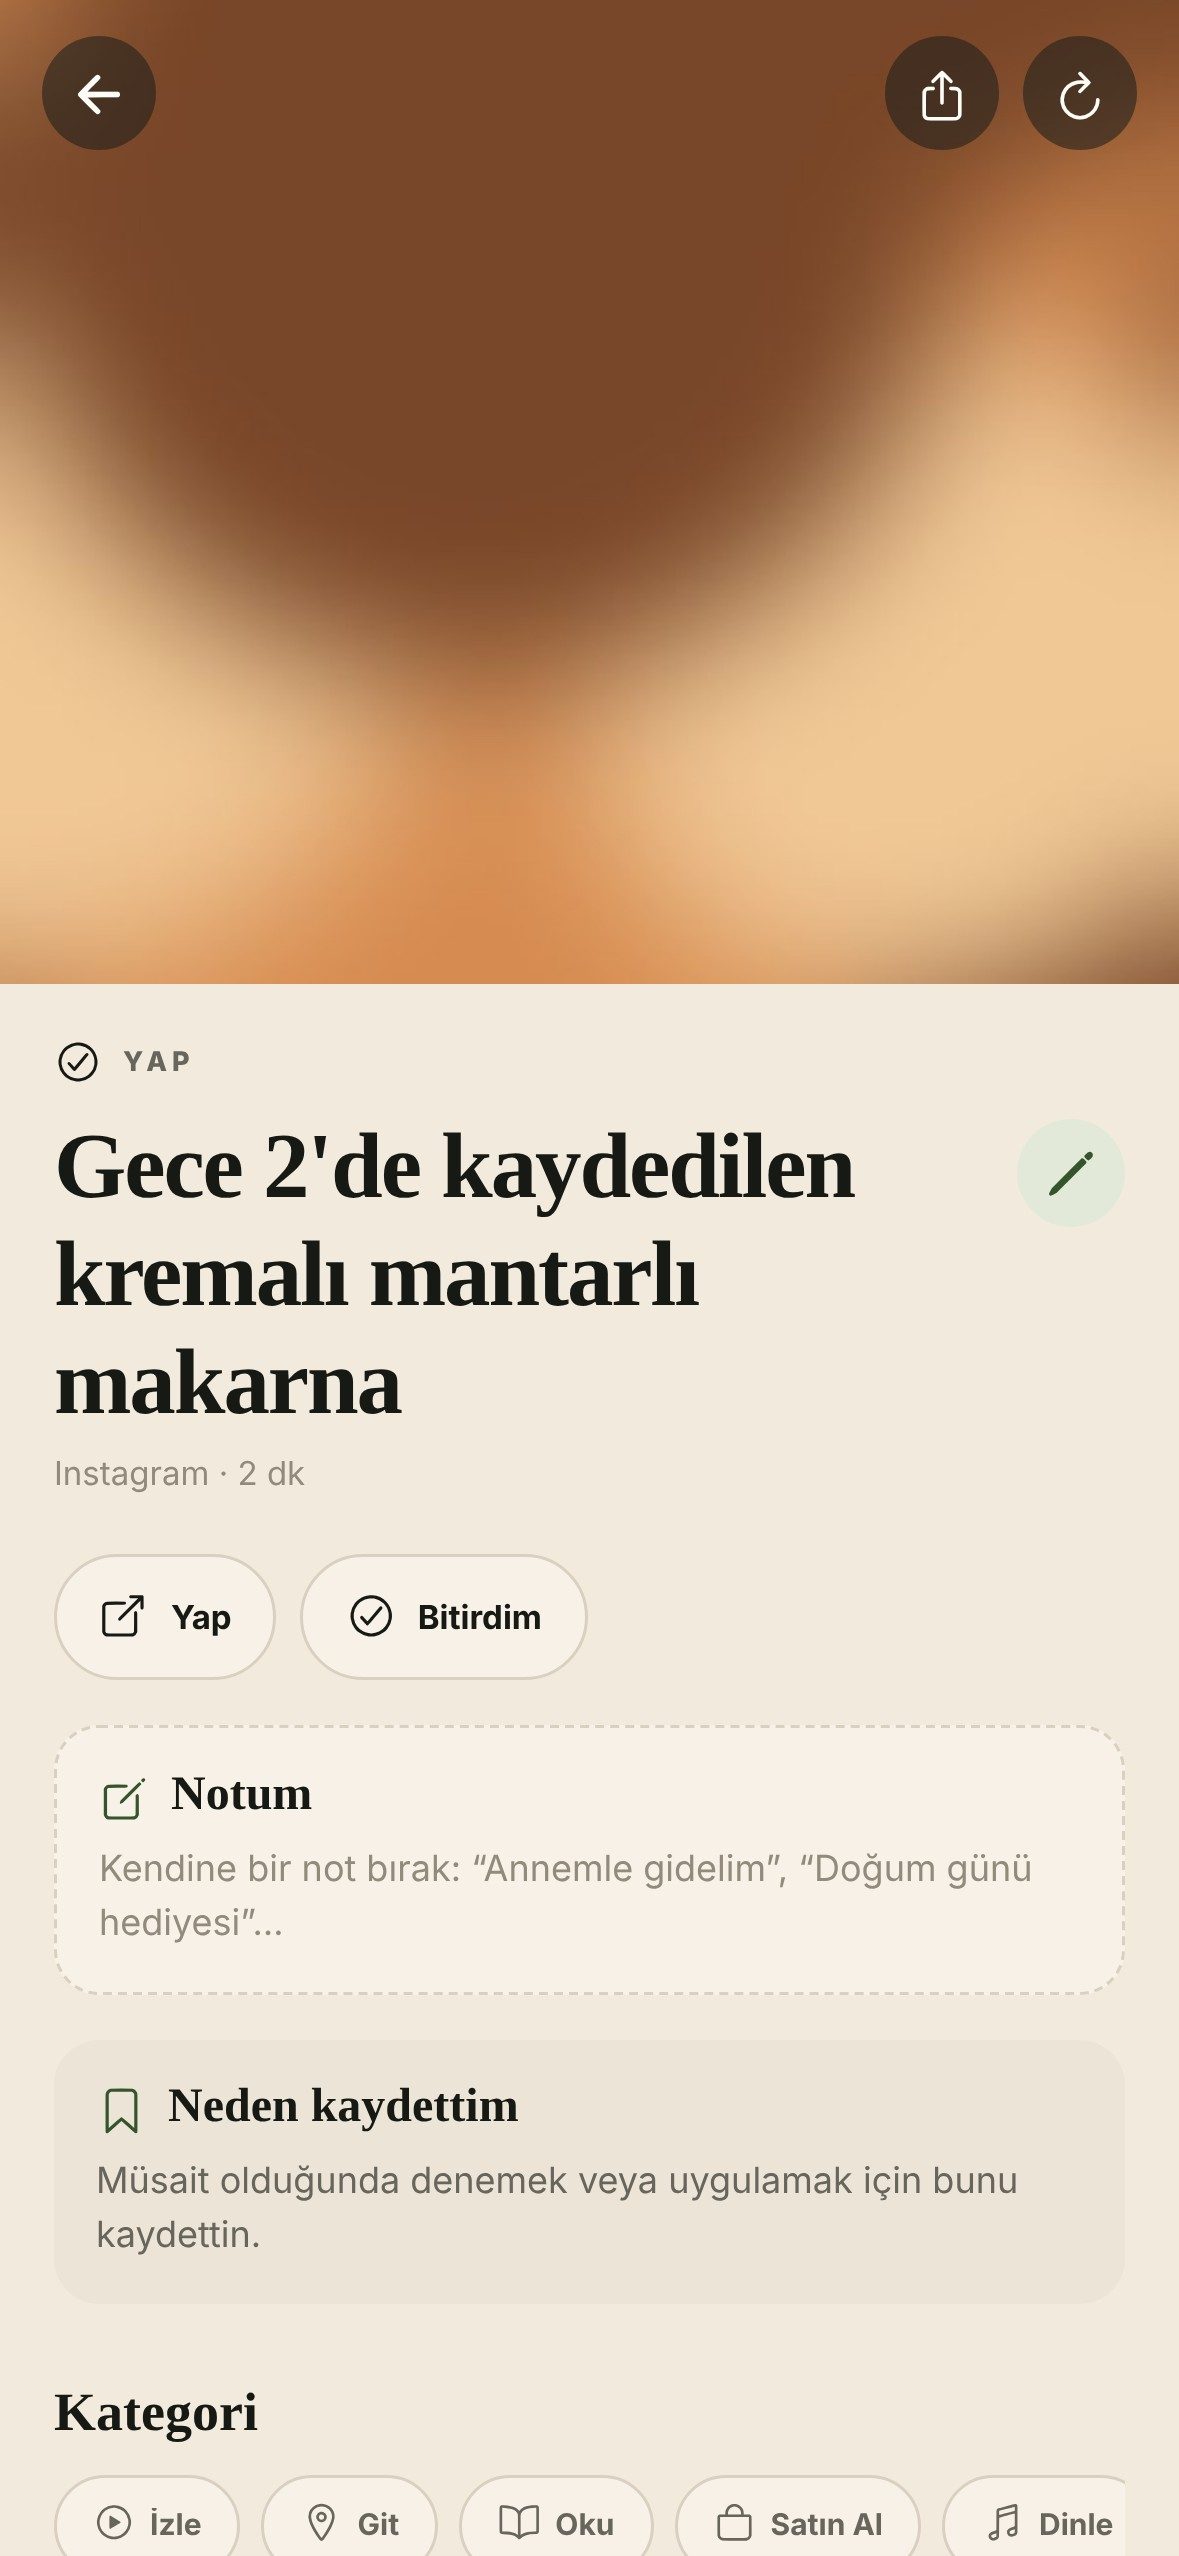 YAP
Gece 2'de kaydedilen
kremalı mantarlı
makarna
Instagram · 2 dk
Yap
Bitirdim
Notum
Kendine bir not bırak: “Annemle gidelim”, “Doğum günü
hediyesi”...
Neden kaydettim
Müsait olduğunda denemek veya uygulamak için bunu
kaydettin.
Kategori
İzle
Git
Oku
Satın Al
Dinle